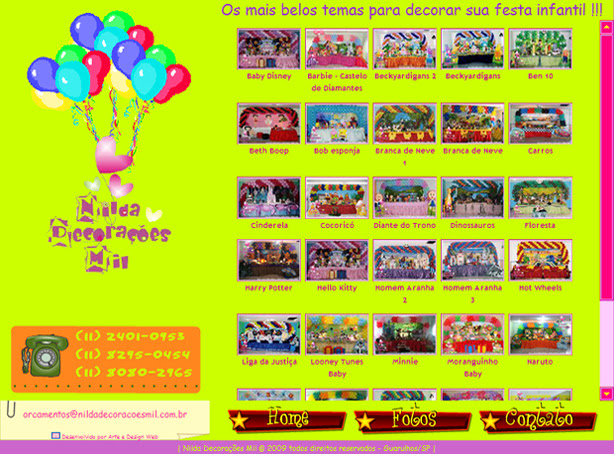 Os mais belos temas para decorar sua festa infantil !!!
Baby Disney
Barbie - Castelo de Diamantes
Beckyardigans 2
Beckyardigans
Ben 10
Beth Boop
Bob esponja
Branca de Neve 1
Branca de Neve
Carros
Cinderela
Cocoricó
Diante do Trono
Dinossauros
Floresta
Harry Potter
Hello Kitty
Homem Aranha 2
Homem Aranha 3
Hot Wheels
Liga da Justiça
Looney Tunes Baby
Minnie
Moranguinho Baby
Naruto
Nilda
Decorações
Mil
(11) 2401-0953
(11) 8295-0454
(11) 8080-2965
orcamentos@nildadecoracoesmil.com.br
Desenvolvido por Arte e Design Web
Home
Fotos
Contato
| Nilda Decorações Mil @ 2009 todos direitos reservados - Guarulhos/SP |